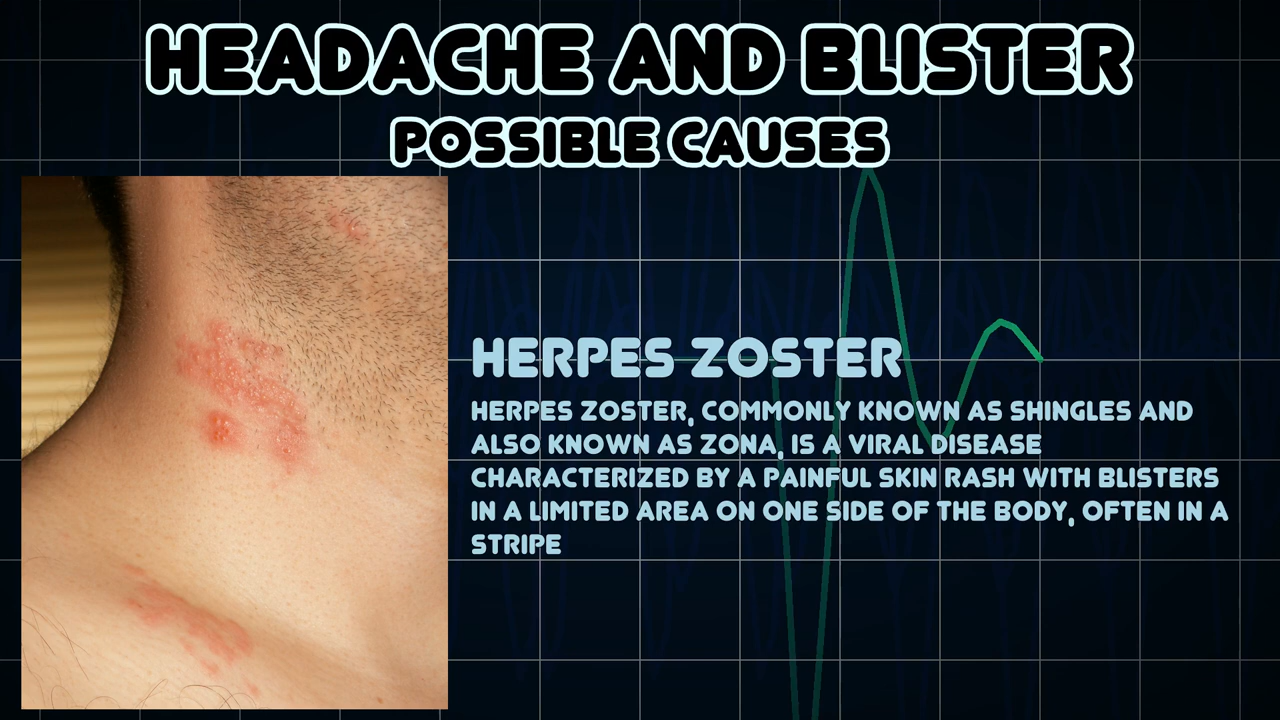 HEADACHE AND BLISTER
POSSIBLE CAUSES
HERPES ZOSTER
HERPES ZOSTER, COMMONLY KNOWN AS SHINGLES AND
ALSO KNOWN AS ZONA, IS A VIRAL DISEASE
CHARACTERIZED BY A PAINFUL SKIN RASH WITH BLISTERS
IN A LIMITED AREA ON ONE SIDE OF THE BODY, OFTEN IN A
STRIPE